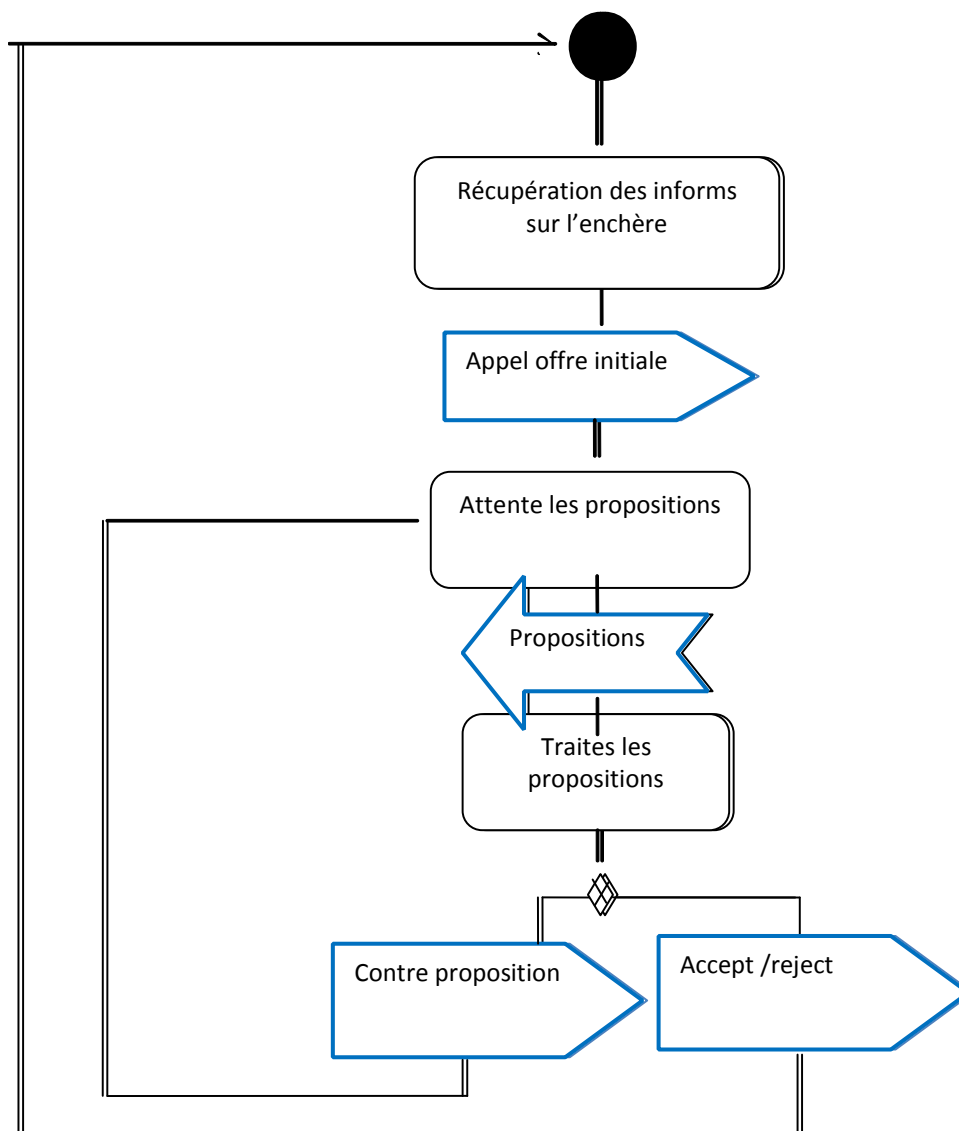 Récupération des informs
sur l’enchère
Appel offre initiale
Attente les propositions
Propositions
Traites les
propositions
Contre proposition
Accept /reject